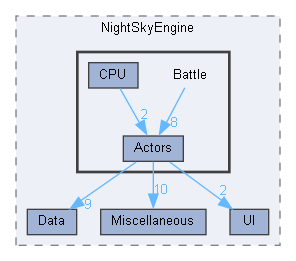 NightSkyEngine
CPU
Battle
2
8
Actors
9
10
2
Data
Miscellaneous
UI